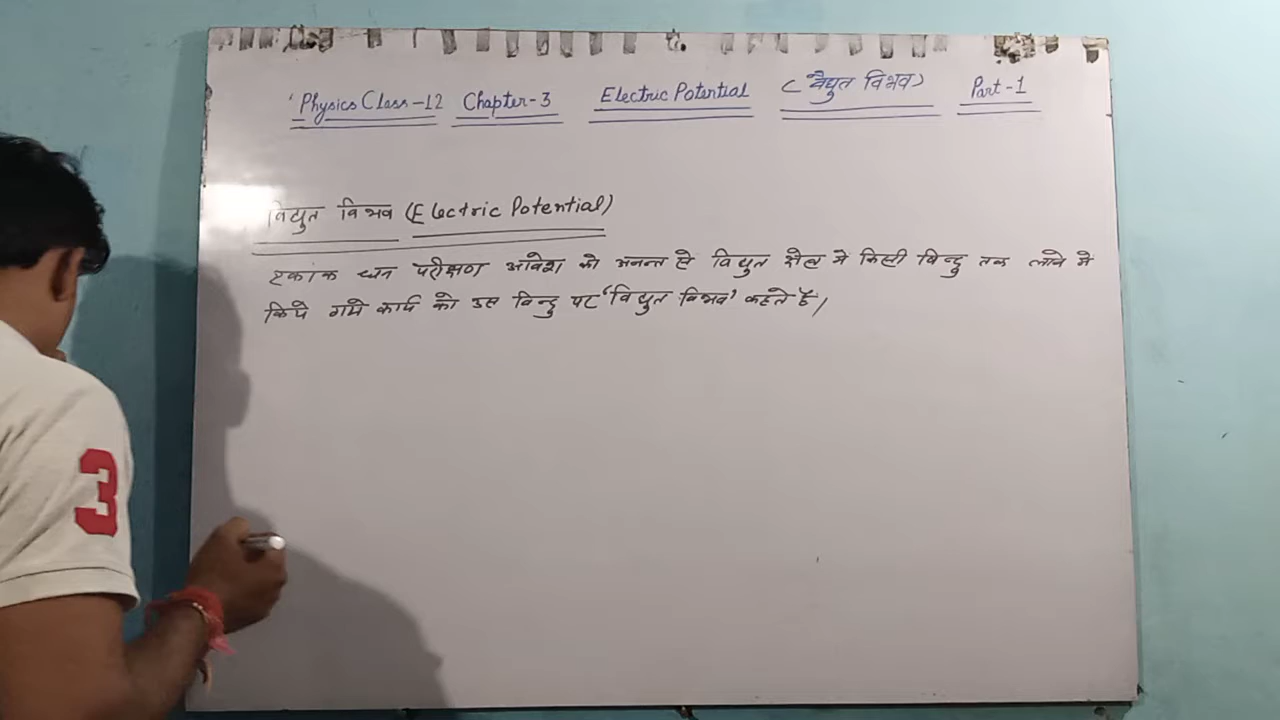 Physics Class-12 Chapter-3 Electric Potential (वैद्युत विभव) Part-1
विद्युत विभव (Electric Potential)
एकांक धन परीक्षण आवेश को अनन्त से विद्युत क्षेत्र मे किसी बिन्दु तक लाने मे
किये गये कार्य को उस बिन्दु पर 'विद्युत विभव' कहते है।
3